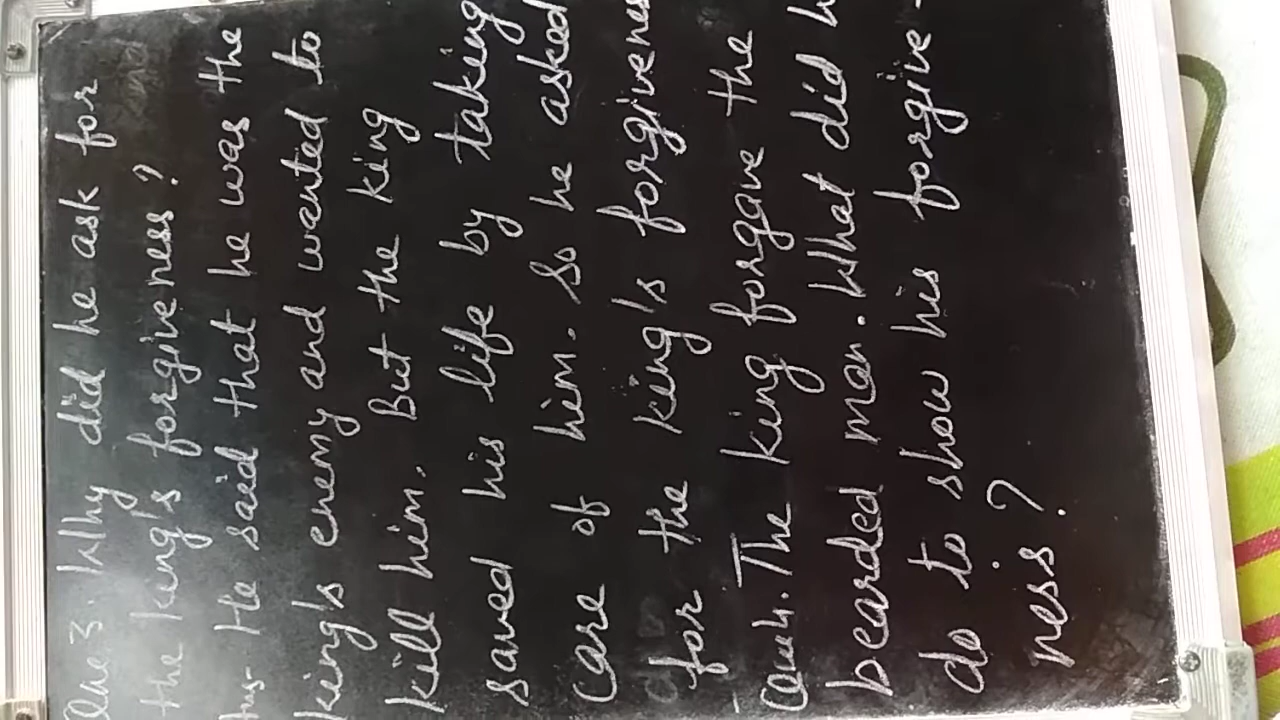 Que 3. Why did he ask for
the king's forgiveness?
Ans- He said that he was the
king's enemy and wanted to
kill him. But the king
saved his life by taking
care of him. So he asked
for the king's forgivenes
Que 4. The king forgave the
bearded man. What did h
do to show his forgive-
ness?